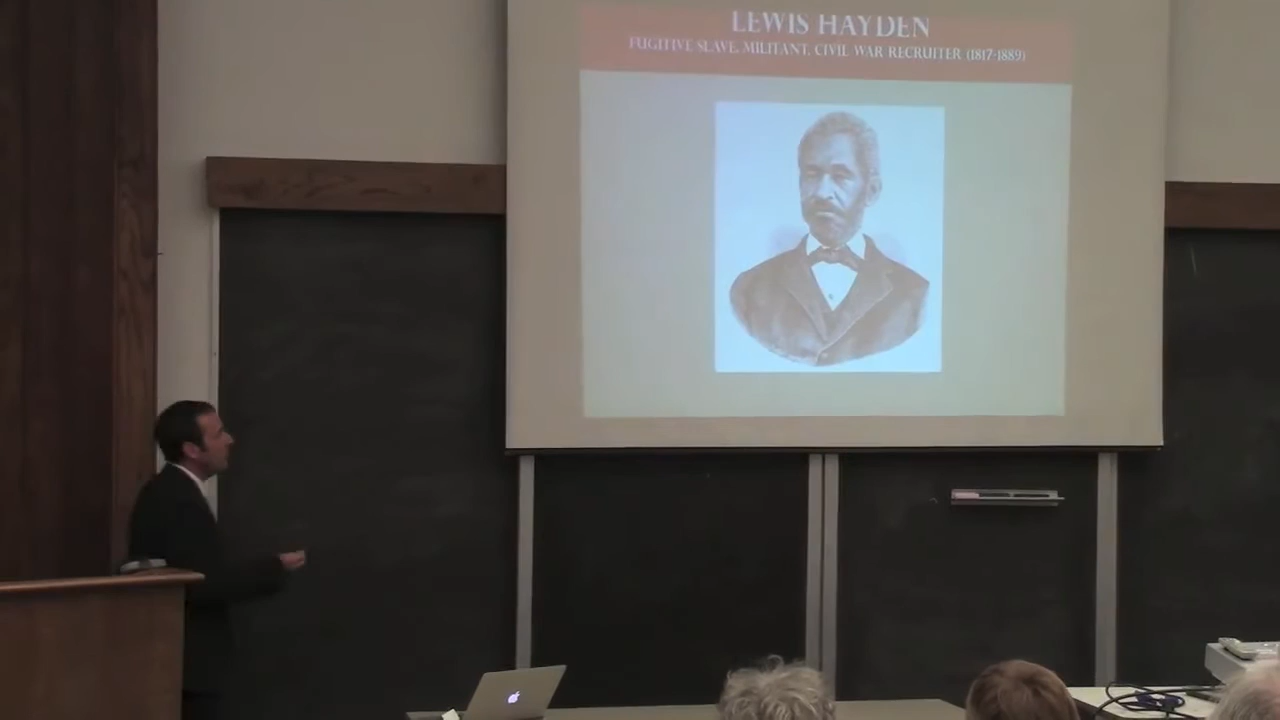 LEWIS HAYDEN
FUGITIVE SLAVE, MILITANT, CIVIL WAR RECRUITER (1817-1889)